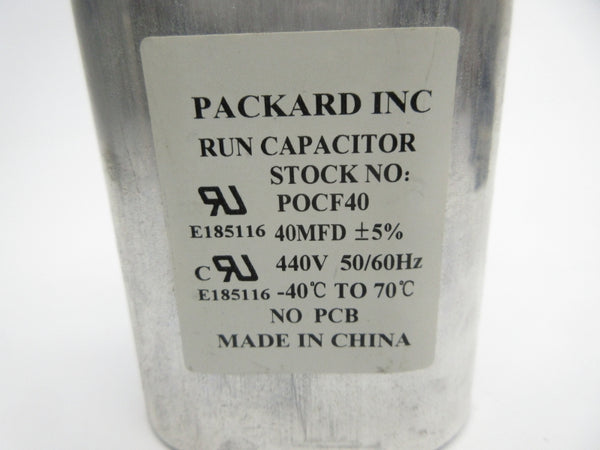 PACKARD INC
RUN CAPACITOR
STOCK NO:
POCF40
E185116 40MFD ±5%
C 440V 50/60Hz
E185116 -40℃ TO 70℃
NO PCB
MADE IN CHINA